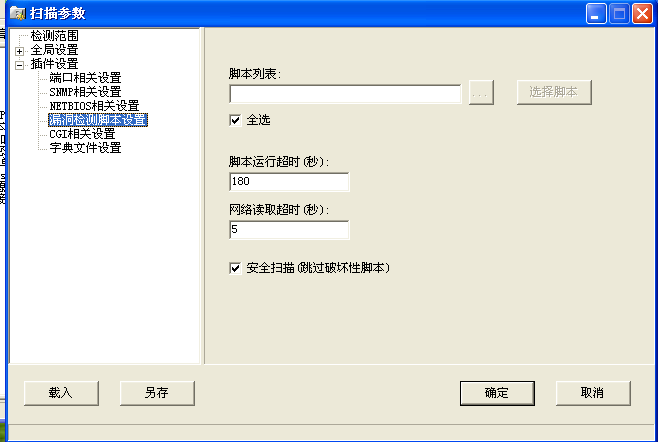 扫描参数
检测范围
全局设置
插件设置
端口相关设置
SNMP相关设置
NETBIOS相关设置
漏洞检测脚本设置
CGI相关设置
字典文件设置
脚本列表:
...
选择脚本
全选
脚本运行超时(秒):
180
网络读取超时(秒):
5
安全扫描(跳过破坏性脚本)
载入
另存
确定
取消